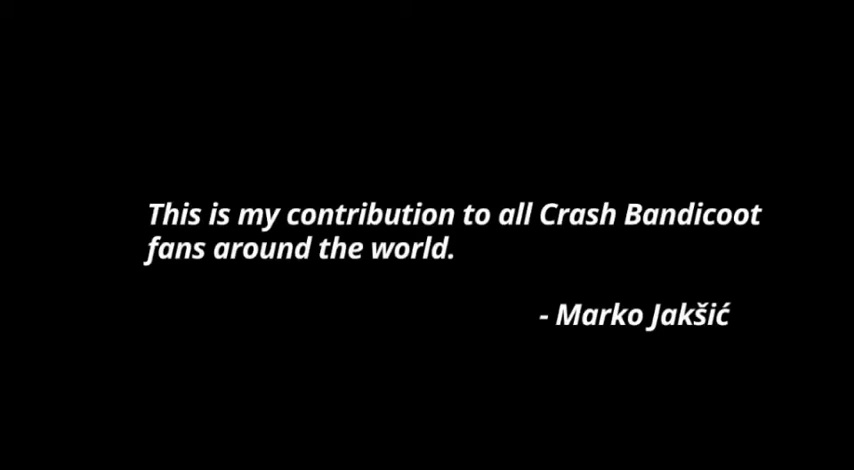 This is my contribution to all Crash Bandicoot
fans around the world.
- Marko Jakšić